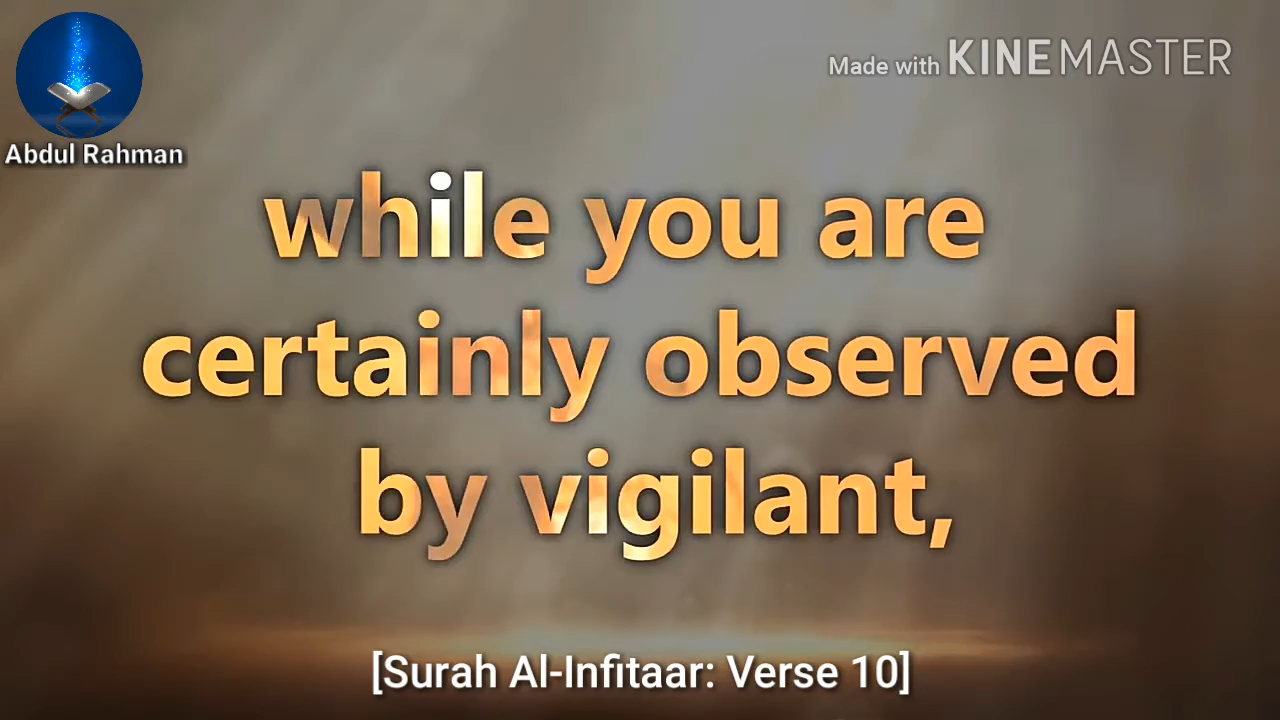 Made with KINEMASTER
Abdul Rahman
while you are
certainly observed
by vigilant,
[Surah Al-Infitaar: Verse 10]